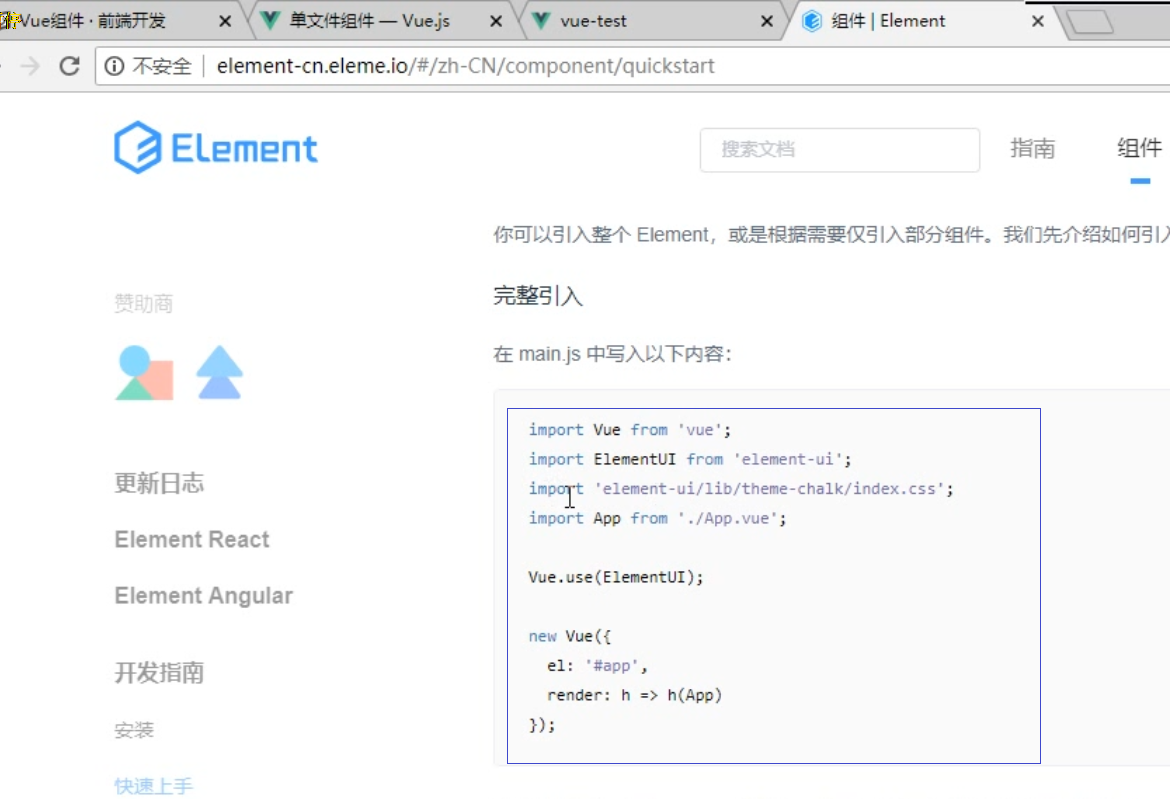 Vue组件 · 前端开发
单文件组件 — Vue.js
vue-test
组件 | Element
不安全
element-cn.eleme.io/#/zh-CN/component/quickstart
Element
搜索文档
指南
组件
你可以引入整个 Element，或是根据需要仅引入部分组件。我们先介绍如何引入
赞助商
完整引入
在 main.js 中写入以下内容：
import Vue from 'vue';
import ElementUI from 'element-ui';
import 'element-ui/lib/theme-chalk/index.css';
import App from './App.vue';
Vue.use(ElementUI);
new Vue({
  el: '#app',
  render: h => h(App)
});
更新日志
Element React
Element Angular
开发指南
安装
快速上手